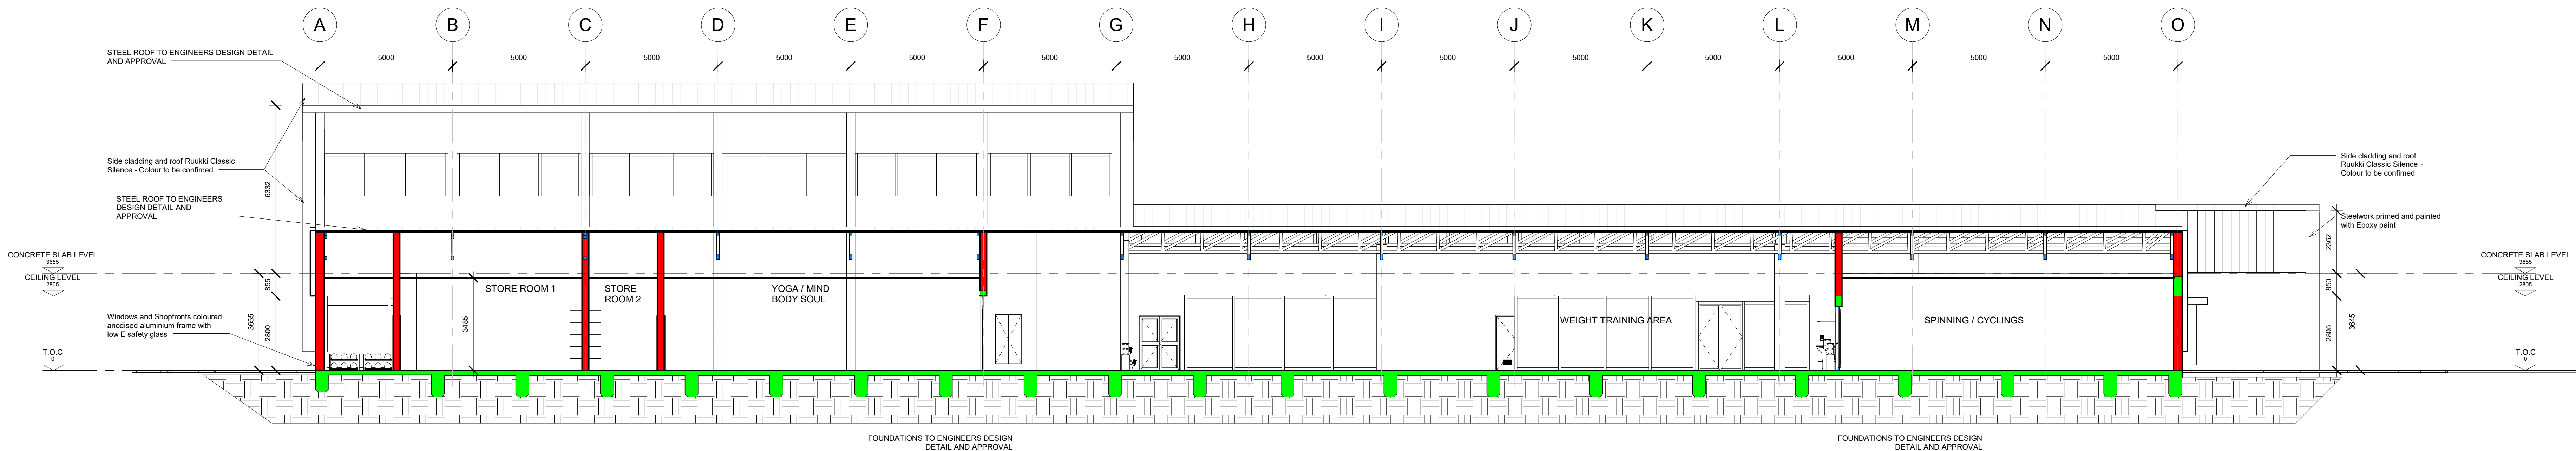 A B C D E F G H I J K L M N O
5000 5000 5000 5000 5000 5000 5000 5000 5000 5000 5000 5000 5000 5000
STEEL ROOF TO ENGINEERS DESIGN DETAIL
AND APPROVAL
Side cladding and roof Ruukki Classic
Silence - Colour to be confimed
6332
STEEL ROOF TO ENGINEERS
DESIGN DETAIL AND
APPROVAL
CONCRETE SLAB LEVEL
3655
CEILING LEVEL
2805
855
3655
2800
3485
Windows and Shopfronts coloured
anodised aluminium frame with
low E safety glass
T.O.C
0
STORE ROOM 1
STORE
ROOM 2
YOGA / MIND
BODY SOUL
WEIGHT TRAINING AREA
SPINNING / CYCLINGS
Side cladding and roof
Ruukki Classic Silence -
Colour to be confimed
Steelwork primed and painted
with Epoxy paint
2362
850
2805
3645
CONCRETE SLAB LEVEL
3655
CEILING LEVEL
2805
T.O.C
0
FOUNDATIONS TO ENGINEERS DESIGN
DETAIL AND APPROVAL
FOUNDATIONS TO ENGINEERS DESIGN
DETAIL AND APPROVAL